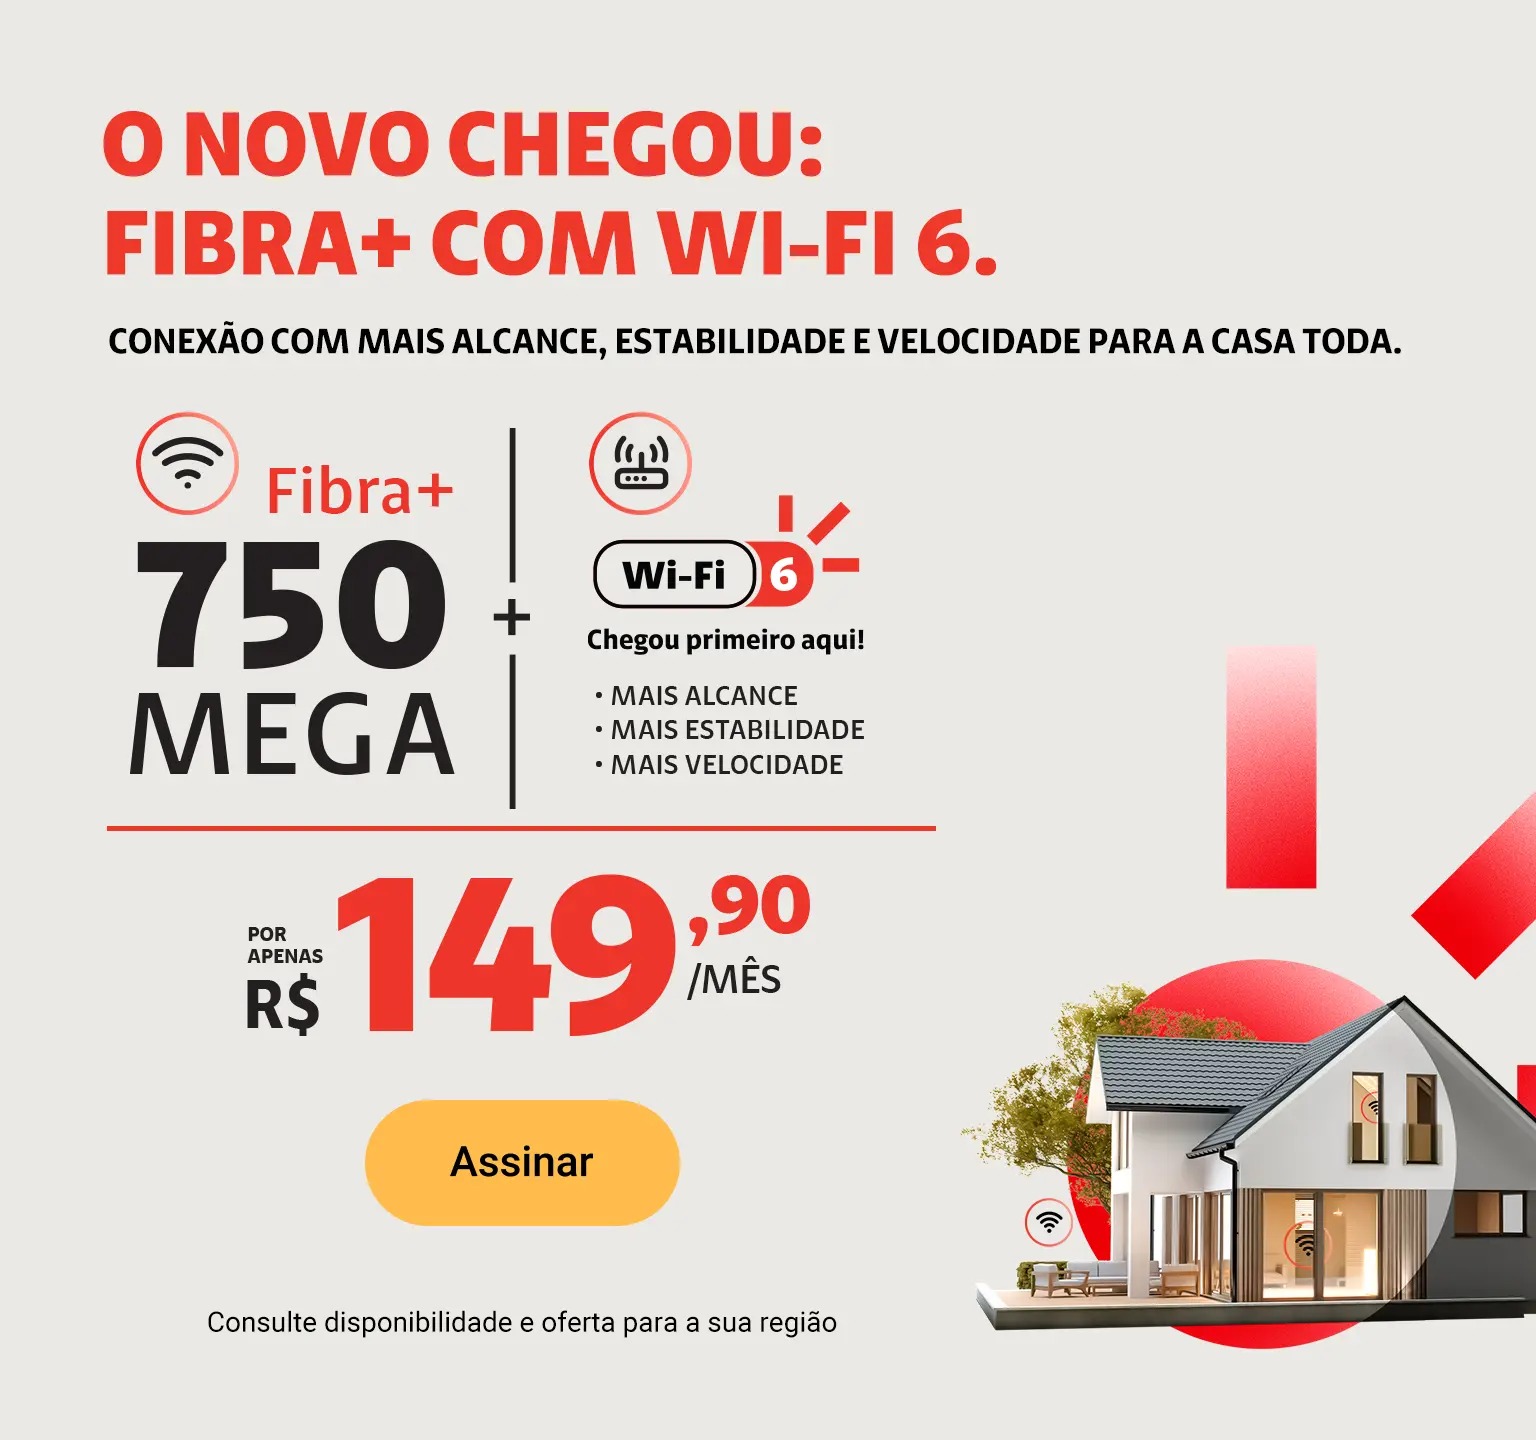 O NOVO CHEGOU:
FIBRA+ COM WI-FI 6.
CONEXÃO COM MAIS ALCANCE, ESTABILIDADE E VELOCIDADE PARA A CASA TODA.
Fibra+
750
MEGA
+
Wi-Fi 6
Chegou primeiro aqui!
• MAIS ALCANCE
• MAIS ESTABILIDADE
• MAIS VELOCIDADE
POR
APENAS
R$ 149,90
/MÊS
Assinar
Consulte disponibilidade e oferta para a sua região